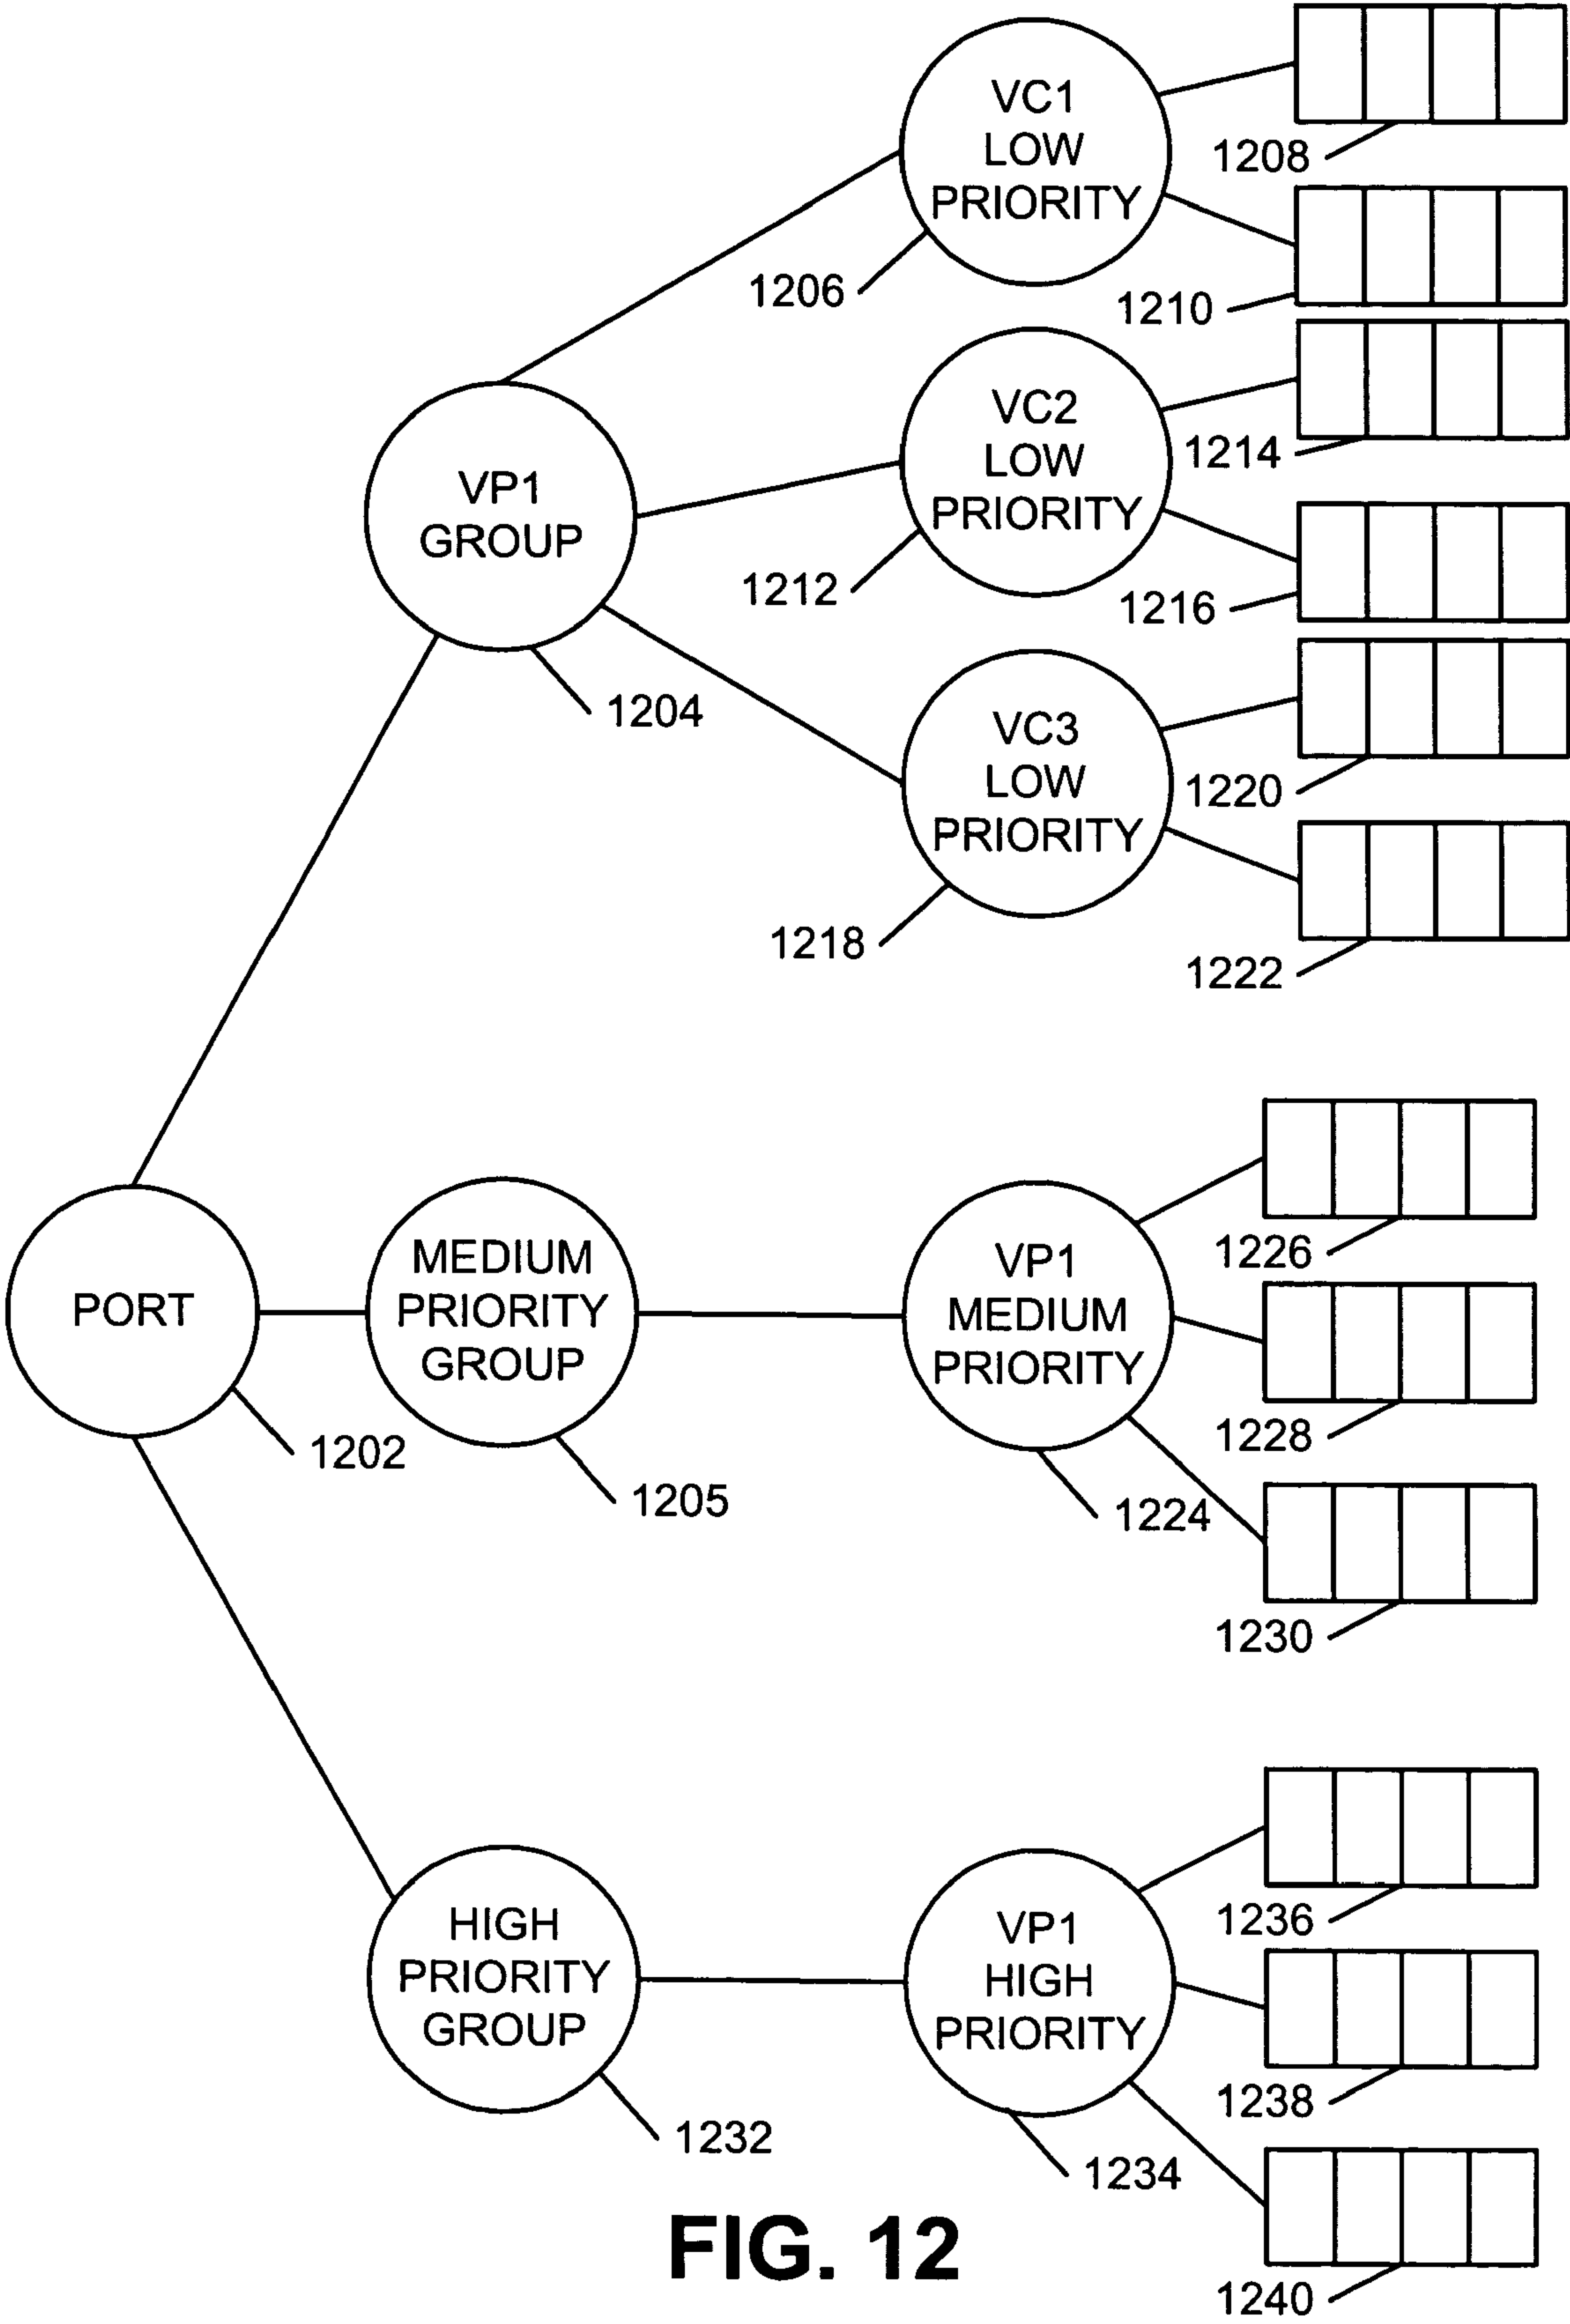 VC1
LOW
PRIORITY
1208
1206
1210
VC2
LOW
PRIORITY
1214
VP1
GROUP
1212
1216
1204
VC3
LOW
PRIORITY
1220
1218
1222
PORT
1202
MEDIUM
PRIORITY
GROUP
1205
VP1
MEDIUM
PRIORITY
1224
1226
1228
1230
HIGH
PRIORITY
GROUP
1232
VP1
HIGH
PRIORITY
1234
1236
1238
1240
FIG. 12